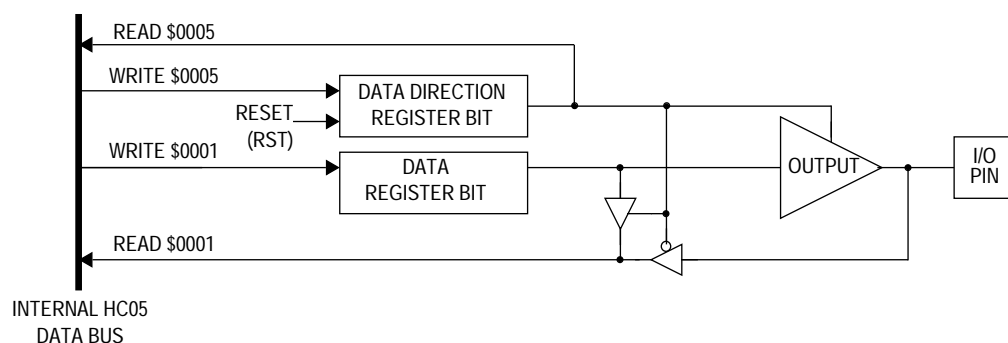 READ $0005
WRITE $0005
RESET
(RST)
DATA DIRECTION
REGISTER BIT
WRITE $0001
DATA
REGISTER BIT
OUTPUT
I/O
PIN
READ $0001
INTERNAL HC05
DATA BUS